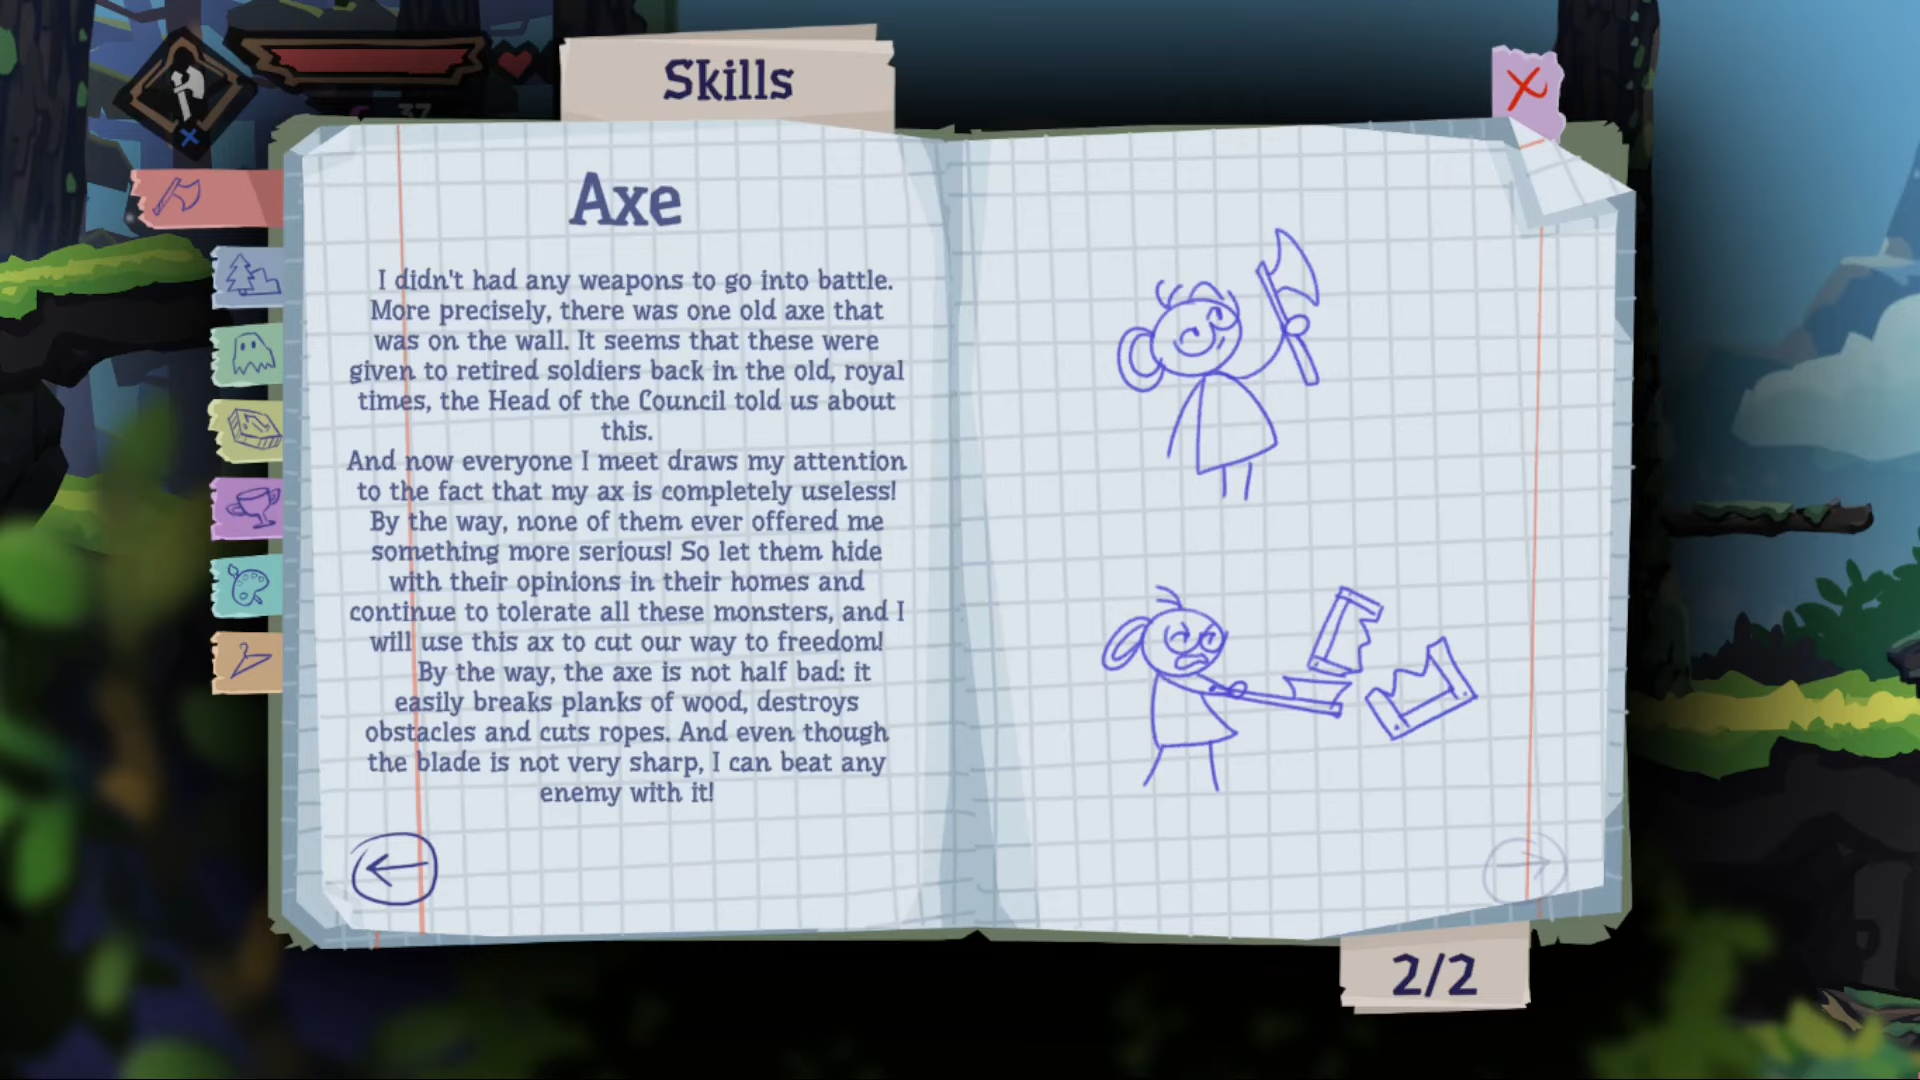 37
Skills
Axe
I didn't had any weapons to go into battle.
More precisely, there was one old axe that
was on the wall. It seems that these were
given to retired soldiers back in the old, royal
times, the Head of the Council told us about
this.
And now everyone I meet draws my attention
to the fact that my ax is completely useless!
By the way, none of them ever offered me
something more serious! So let them hide
with their opinions in their homes and
continue to tolerate all these monsters, and I
will use this ax to cut our way to freedom!
By the way, the axe is not half bad: it
easily breaks planks of wood, destroys
obstacles and cuts ropes. And even though
the blade is not very sharp, I can beat any
enemy with it!
2/2